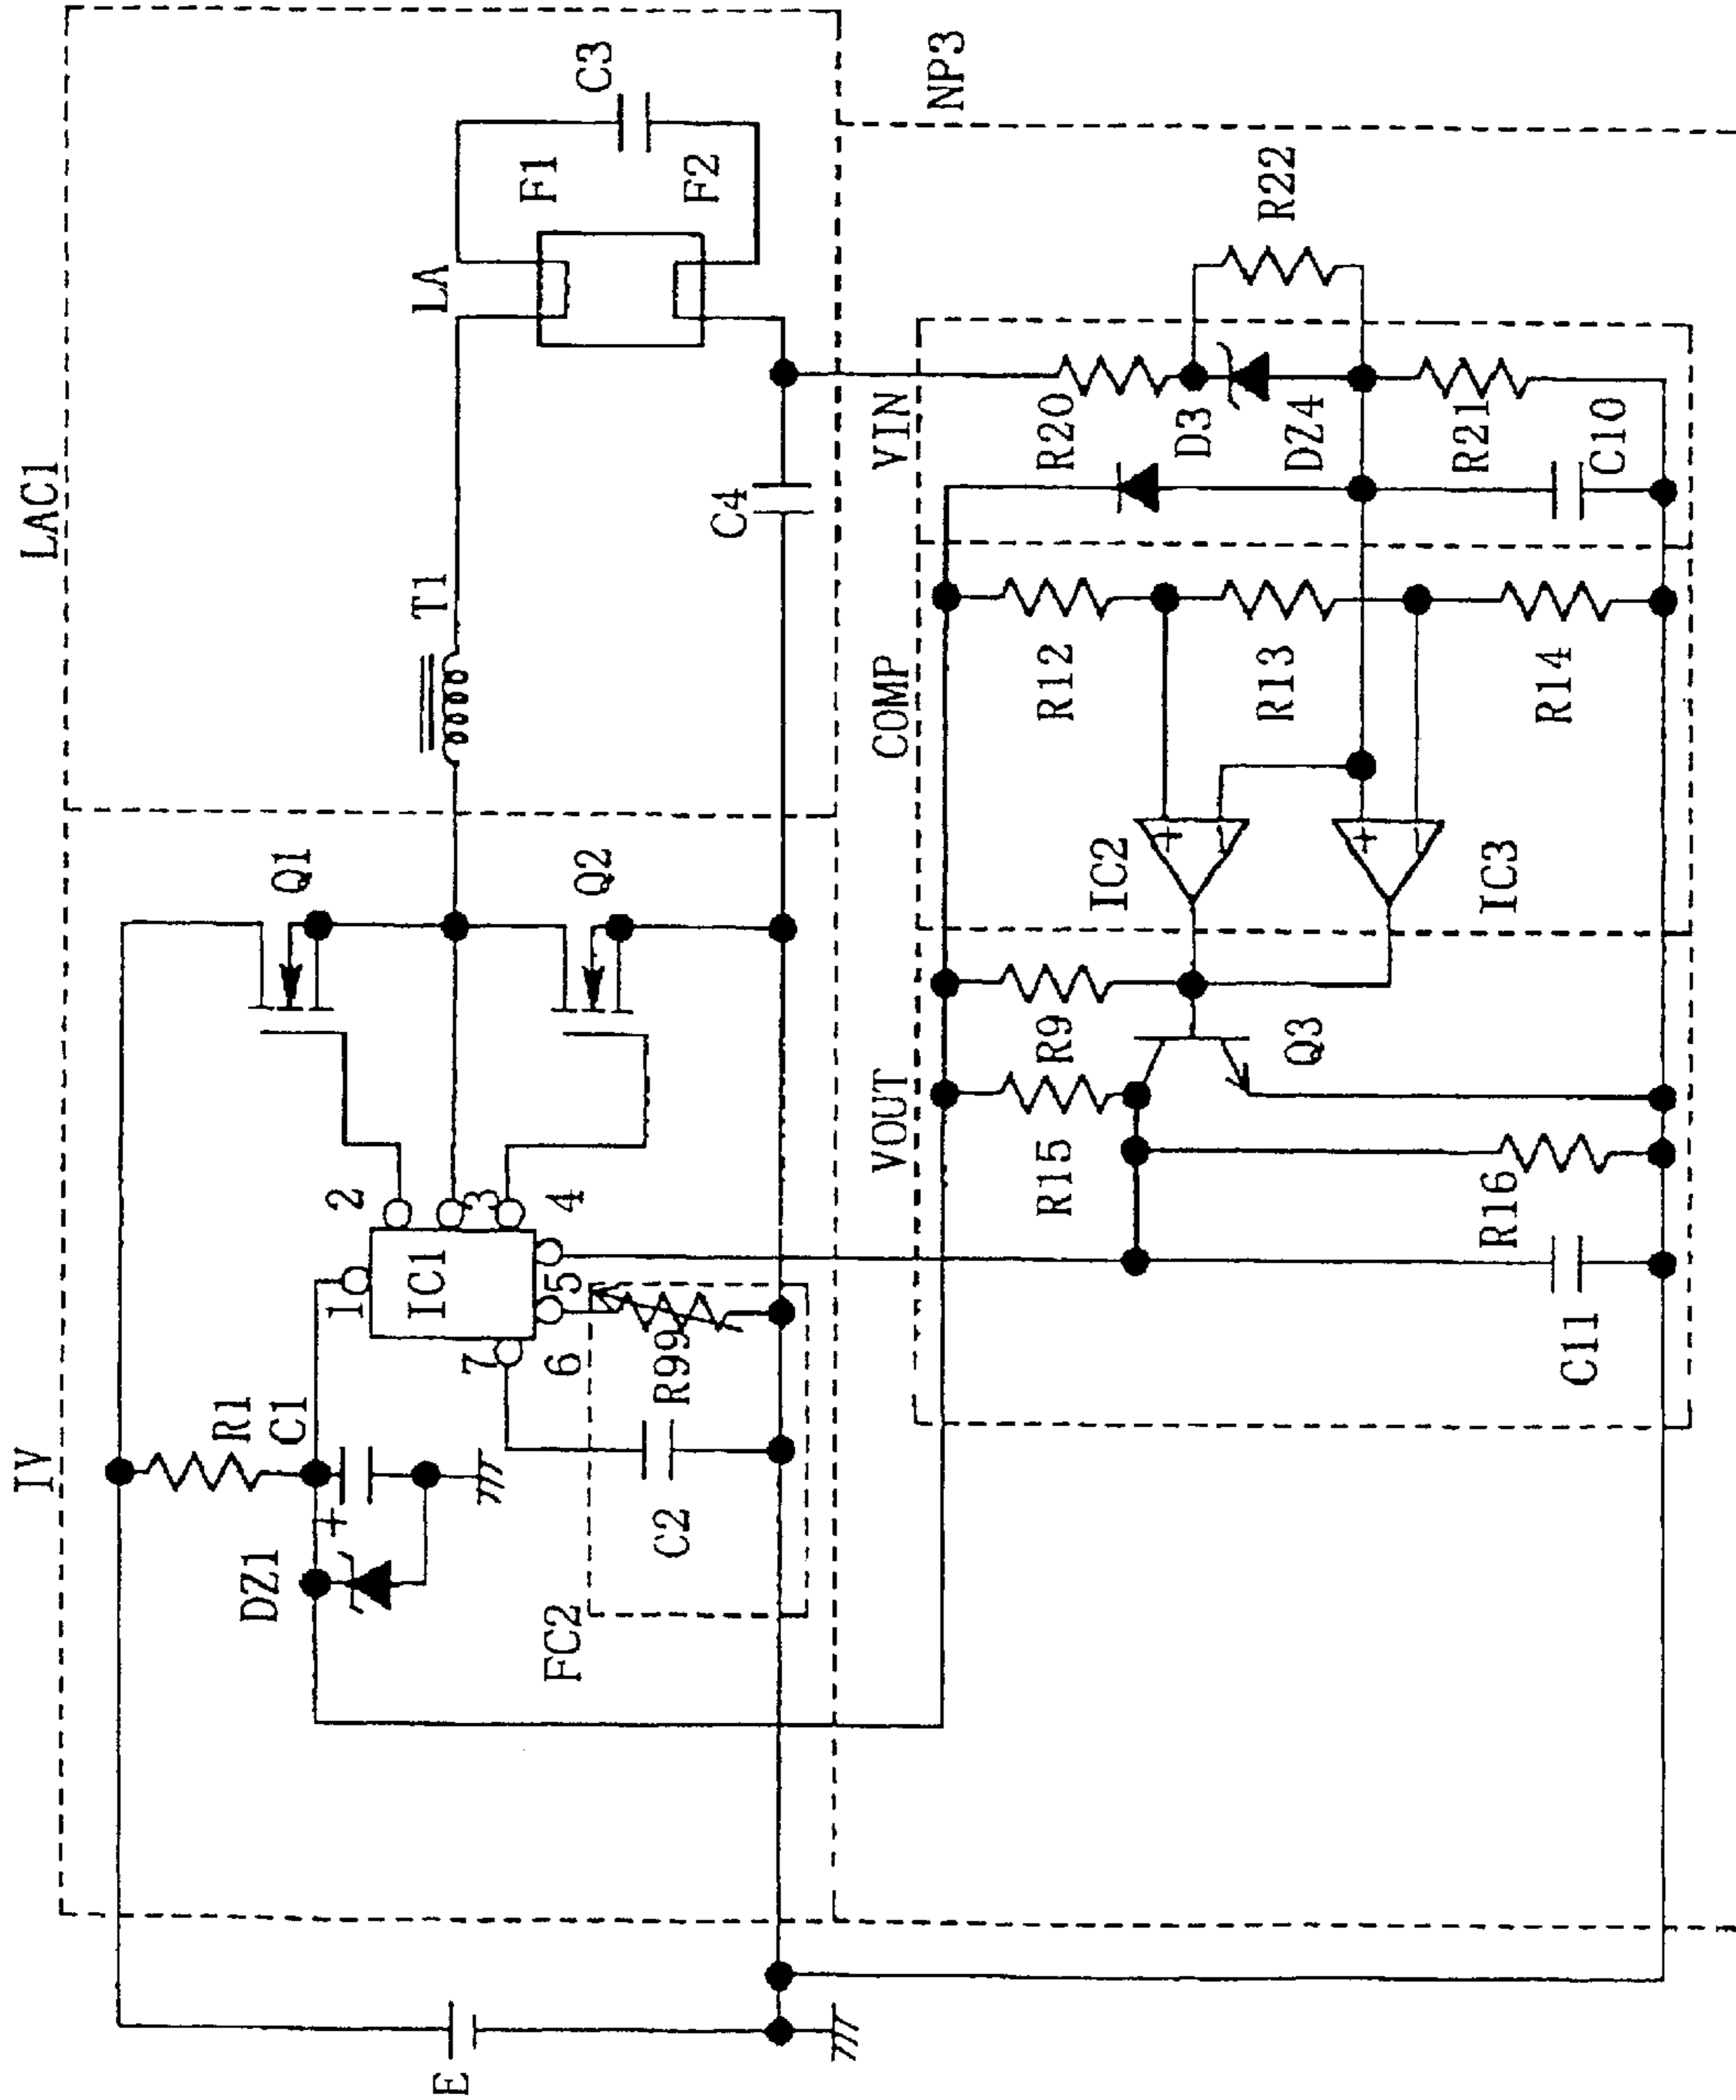 LAC1
IV
E
R1
C1
+
DZ1
1
IC1
2
3
4
5
6
7
FC2
C2
R99
Q1
Q2
T1
LA
F1
F2
C3
C4
NP3
VOUT
COMP
VIN
R15
R9
R16
C11
Q3
IC2
+
-
IC3
+
-
R12
R13
R14
R20
D3
DZ4
R21
C10
R22